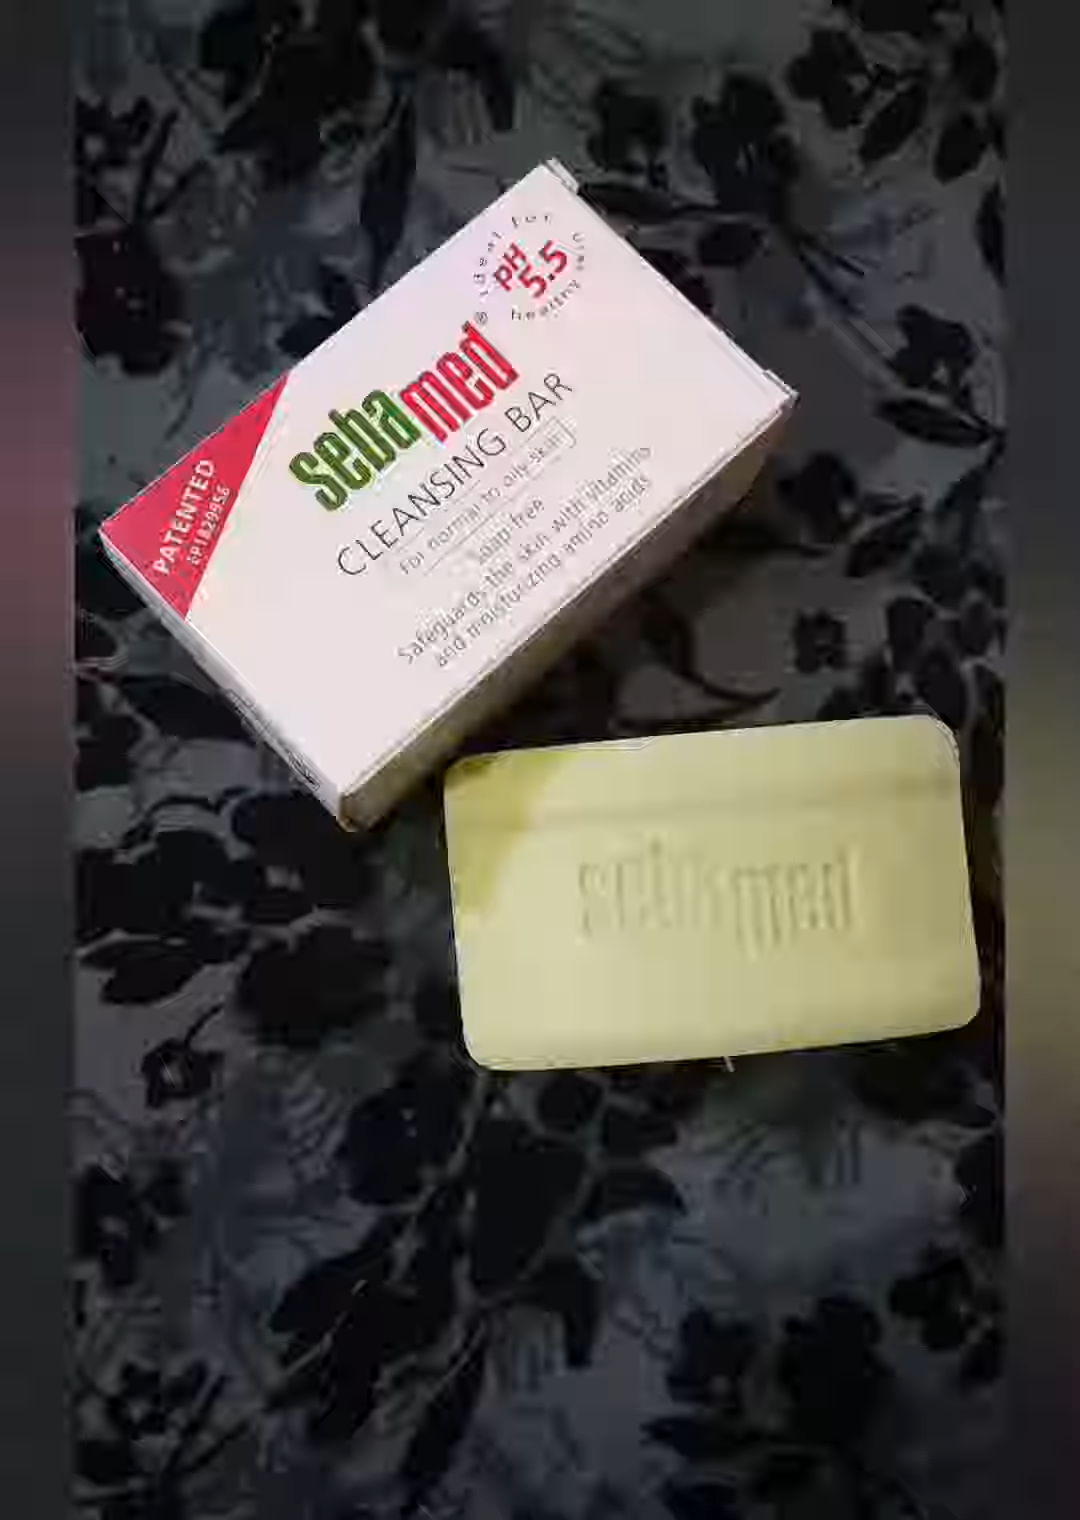 ideal for
pH
5.5
healthy skin
sebamed®
CLEANSING BAR
For normal to oily skin
Soap-free
Safeguards the skin with vitamins
and moisturizing amino acids
PATENTED
EP1829956
sebamed